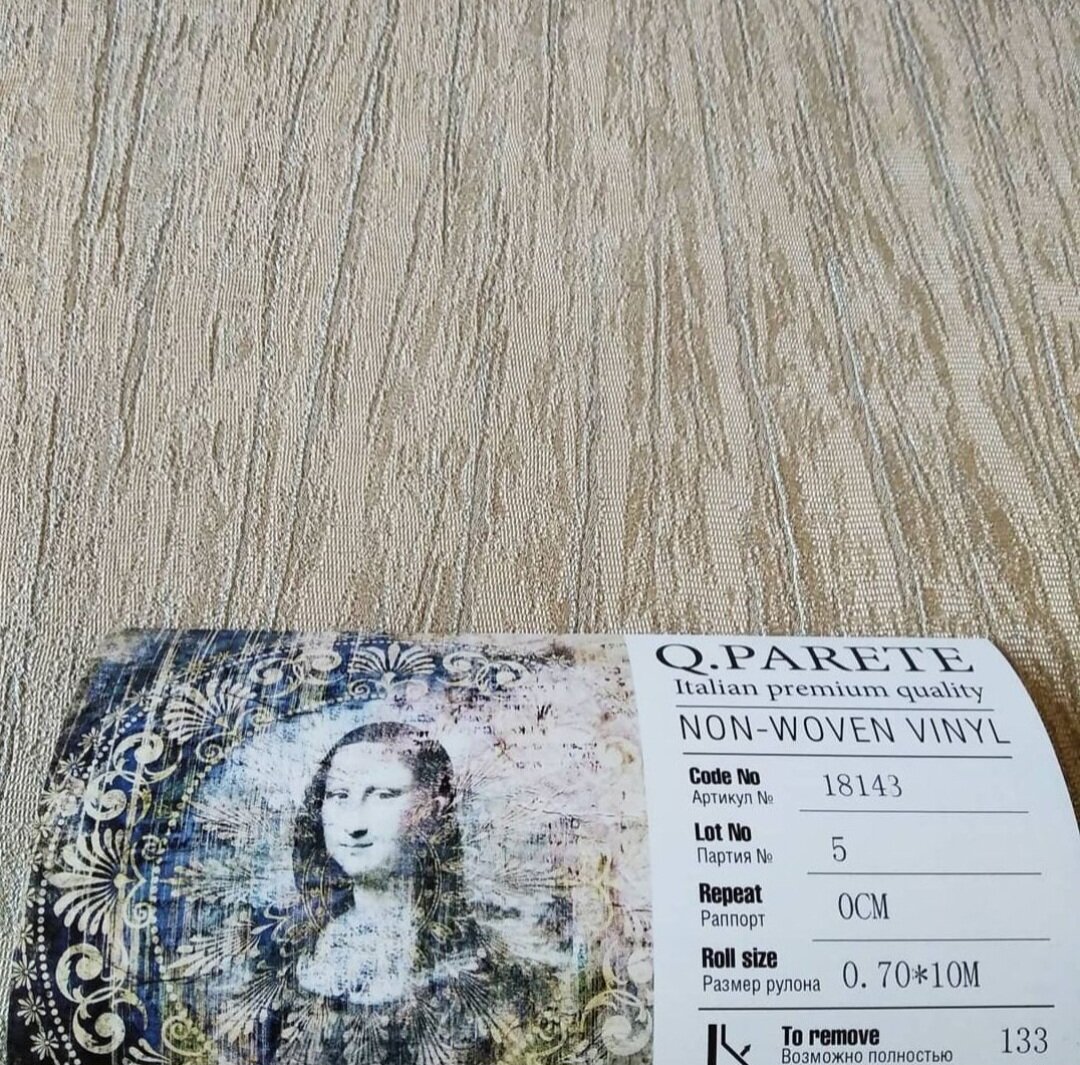 Q.PARETE
Italian premium quality
NON-WOVEN VINYL
Code No 18143
Артикул №
Lot No 5
Партия №
Repeat 0CM
Раппорт
Roll size 0.70*10M
Размер рулона
To remove 133
Возможно полностью